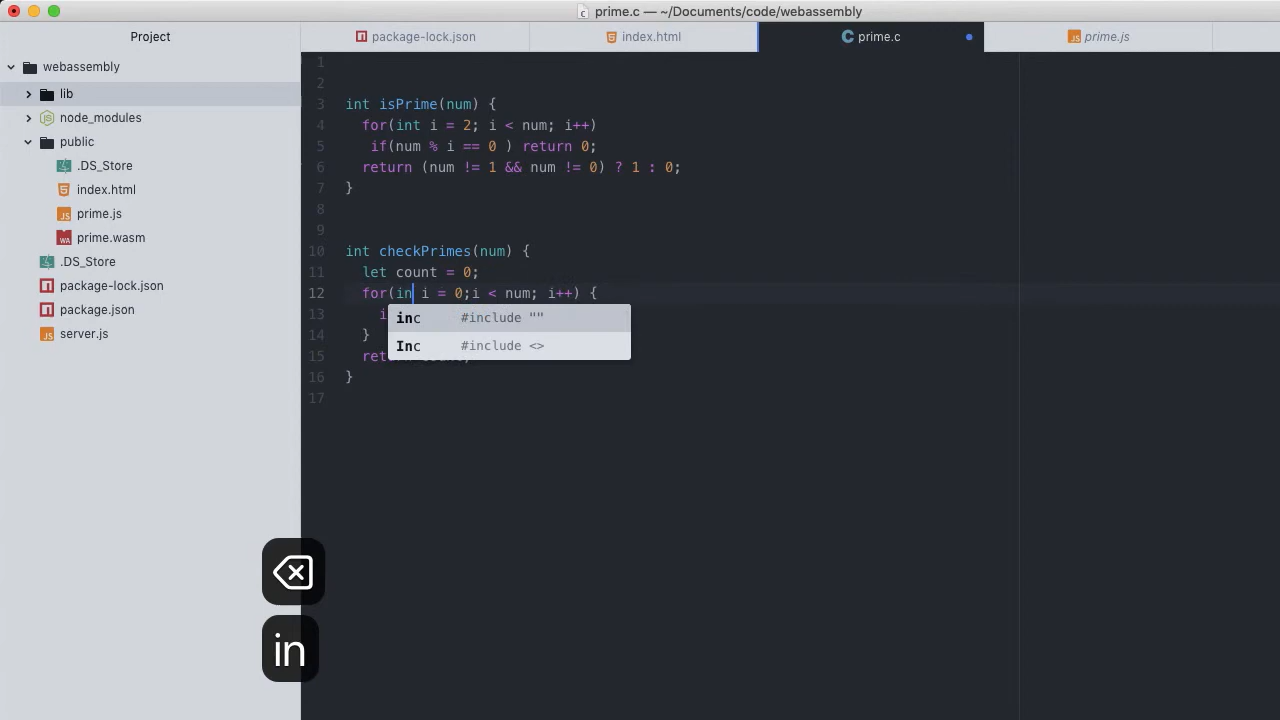 prime.c — ~/Documents/code/webassembly
Project
package-lock.json
index.html
prime.c
prime.js
webassembly
lib
node_modules
public
.DS_Store
index.html
prime.js
prime.wasm
.DS_Store
package-lock.json
package.json
server.js
1
2
3 int isPrime(num) {
4 for(int i = 2; i < num; i++)
5 if(num % i == 0 ) return 0;
6 return (num != 1 && num != 0) ? 1 : 0;
7 }
8
9
10 int checkPrimes(num) {
11 let count = 0;
12 for(in i = 0;i < num; i++) {
13 i
inc #include ""
14 }
Inc #include <>
15
16 }
17
in